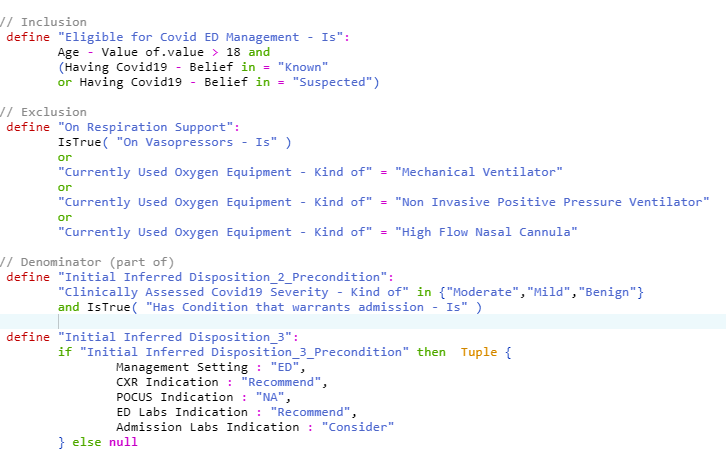 // Inclusion
define "Eligible for Covid ED Management - Is":
Age - Value of.value > 18 and
(Having Covid19 - Belief in = "Known"
or Having Covid19 - Belief in = "Suspected")
// Exclusion
define "On Respiration Support":
IsTrue( "On Vasopressors - Is" )
or
"Currently Used Oxygen Equipment - Kind of" = "Mechanical Ventilator"
or
"Currently Used Oxygen Equipment - Kind of" = "Non Invasive Positive Pressure Ventilator"
or
"Currently Used Oxygen Equipment - Kind of" = "High Flow Nasal Cannula"
// Denominator (part of)
define "Initial Inferred Disposition_2_Precondition":
"Clinically Assessed Covid19 Severity - Kind of" in {"Moderate","Mild","Benign"}
and IsTrue( "Has Condition that warrants admission - Is" )
define "Initial Inferred Disposition_3":
if "Initial Inferred Disposition_3_Precondition" then  Tuple {
Management Setting : "ED",
CXR Indication : "Recommend",
POCUS Indication : "NA",
ED Labs Indication : "Recommend",
Admission Labs Indication : "Consider"
} else null